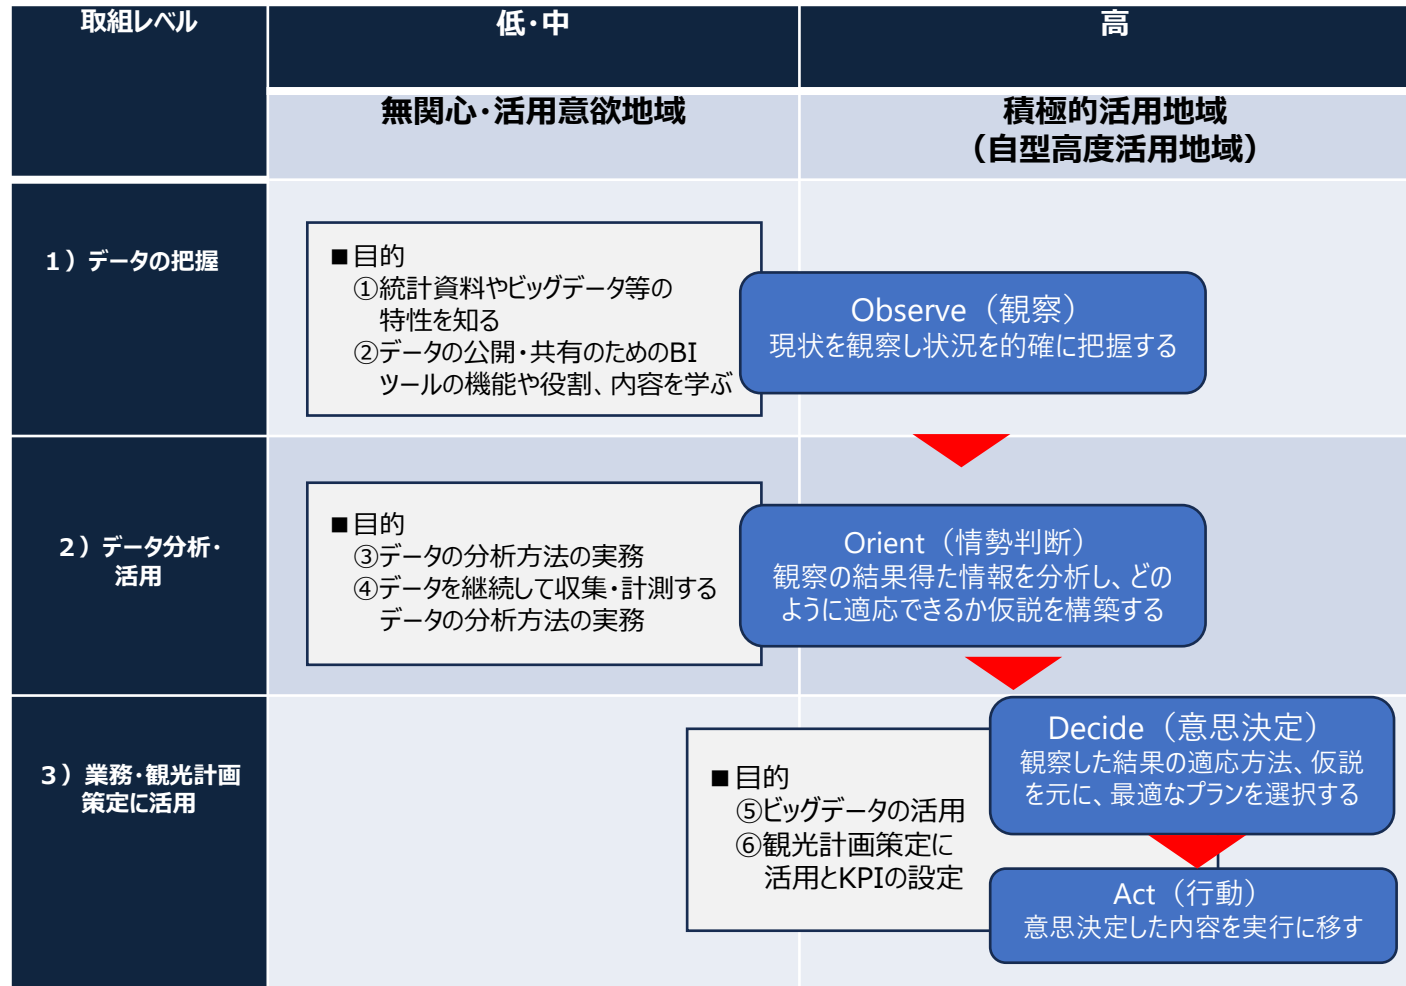 取組レベル
低・中
高
無関心・活用意欲地域
積極的活用地域
（自型高度活用地域）
１）データの把握
■目的
①統計資料やビッグデータ等の
特性を知る
②データの公開・共有のためのBI
ツールの機能や役割、内容を学ぶ
Observe（観察）
現状を観察し状況を的確に把握する
２）データ分析・
活用
■目的
③データの分析方法の実務
④データを継続して収集・計測する
データの分析方法の実務
Orient（情勢判断）
観察の結果得た情報を分析し、どの
ように適応できるか仮説を構築する
３）業務・観光計画
策定に活用
■目的
⑤ビッグデータの活用
⑥観光計画策定に
活用とKPIの設定
Decide（意思決定）
観察した結果の適応方法、仮説
を元に、最適なプランを選択する
Act（行動）
意思決定した内容を実行に移す